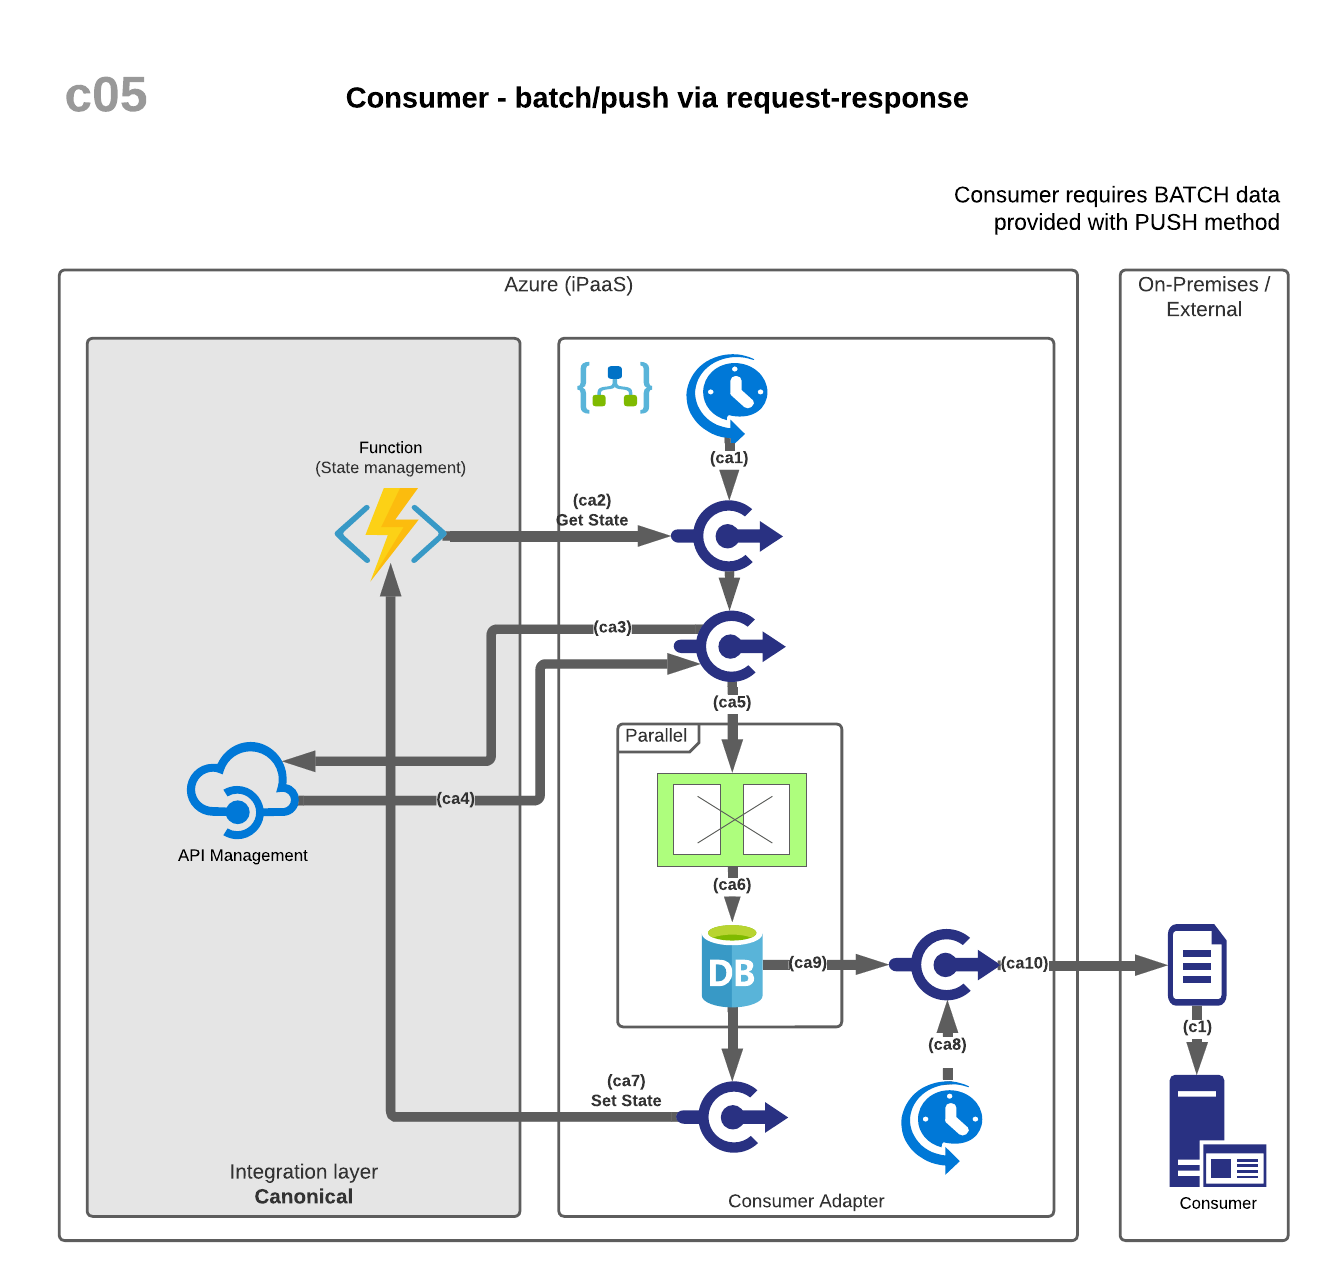 c05
Consumer - batch/push via request-response
Consumer requires BATCH data
provided with PUSH method
Azure (iPaaS)
On-Premises /
External
Function
(State management)
(ca1)
(ca2)
Get State
(ca3)
(ca5)
Parallel
(ca4)
API Management
(ca6)
DB
(ca9)
(ca10)
(c1)
(ca8)
(ca7)
Set State
Integration layer
Canonical
Consumer Adapter
Consumer